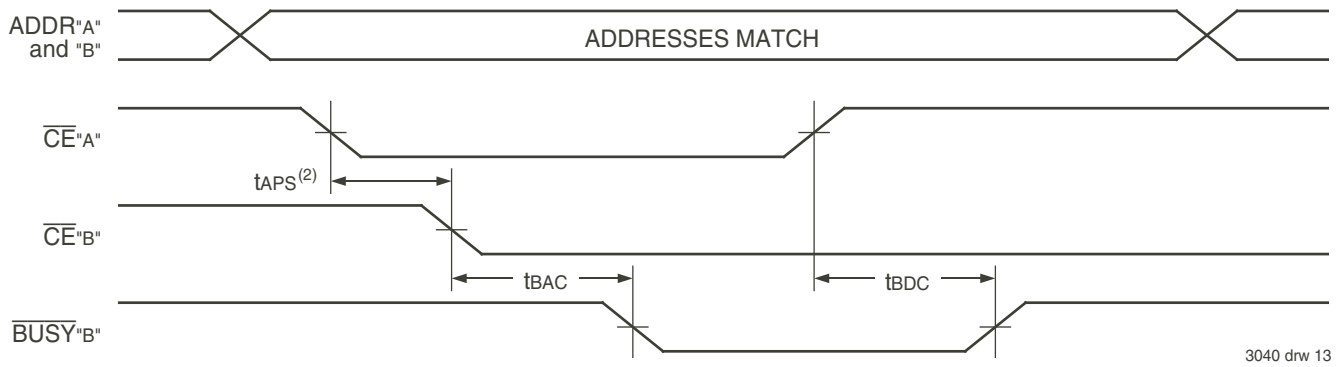 ADDR"A"
and "B"
ADDRESSES MATCH
CE"A"
tAPS(2)
CE"B"
tBAC
tBDC
BUSY"B"
3040 drw 13